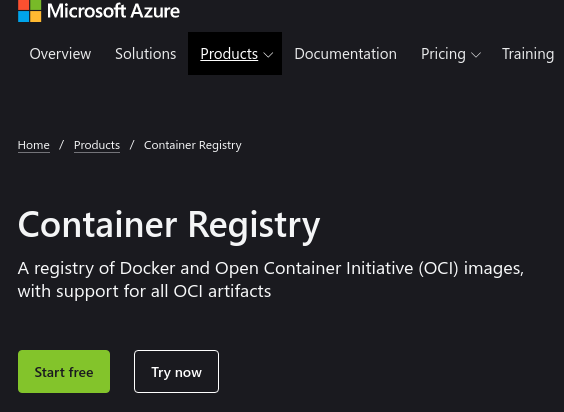 Microsoft Azure
Overview Solutions Products Documentation Pricing Training
Home / Products / Container Registry
Container Registry
A registry of Docker and Open Container Initiative (OCI) images,
with support for all OCI artifacts
Start free Try now